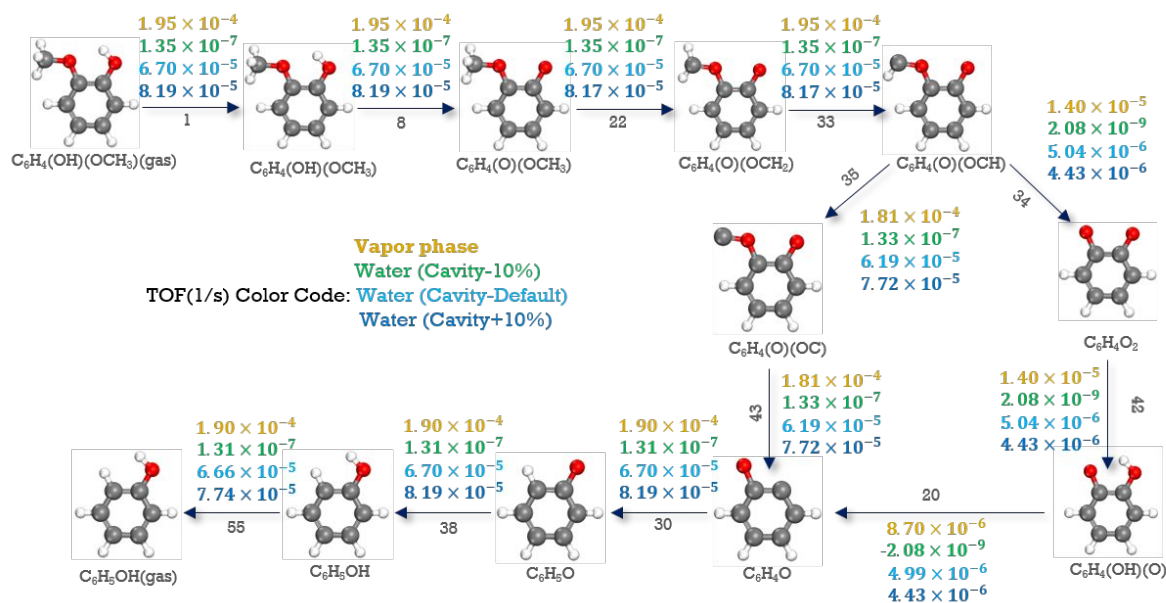 1.95 × 10⁻⁴
1.35 × 10⁻⁷
6.70 × 10⁻⁵
8.19 × 10⁻⁵
1
1.95 × 10⁻⁴
1.35 × 10⁻⁷
6.70 × 10⁻⁵
8.19 × 10⁻⁵
8
1.95 × 10⁻⁴
1.35 × 10⁻⁷
6.70 × 10⁻⁵
8.17 × 10⁻⁵
22
1.95 × 10⁻⁴
1.35 × 10⁻⁷
6.70 × 10⁻⁵
8.17 × 10⁻⁵
33
C₆H₄(OH)(OCH₃)(gas)
C₆H₄(OH)(OCH₃)
C₆H₄(O)(OCH₃)
C₆H₄(O)(OCH₂)
C₆H₄(O)(OCH)
1.40 × 10⁻⁵
2.08 × 10⁻⁹
5.04 × 10⁻⁶
4.43 × 10⁻⁶
35
34
1.81 × 10⁻⁴
1.33 × 10⁻⁷
6.19 × 10⁻⁵
7.72 × 10⁻⁵
Vapor phase
Water (Cavity-10%)
TOF(1/s) Color Code: Water (Cavity-Default)
Water (Cavity+10%)
C₆H₄(O)(OC)
C₆H₄O₂
43
1.81 × 10⁻⁴
1.33 × 10⁻⁷
6.19 × 10⁻⁵
7.72 × 10⁻⁵
1.40 × 10⁻⁵
2.08 × 10⁻⁹
5.04 × 10⁻⁶
4.43 × 10⁻⁶
42
1.90 × 10⁻⁴
1.31 × 10⁻⁷
6.66 × 10⁻⁵
7.74 × 10⁻⁵
55
1.90 × 10⁻⁴
1.31 × 10⁻⁷
6.70 × 10⁻⁵
8.19 × 10⁻⁵
38
1.90 × 10⁻⁴
1.31 × 10⁻⁷
6.70 × 10⁻⁵
8.19 × 10⁻⁵
30
20
8.70 × 10⁻⁶
-2.08 × 10⁻⁹
4.99 × 10⁻⁶
4.43 × 10⁻⁶
C₆H₅OH(gas)
C₆H₅OH
C₆H₅O
C₆H₄O
C₆H₄(OH)(O)